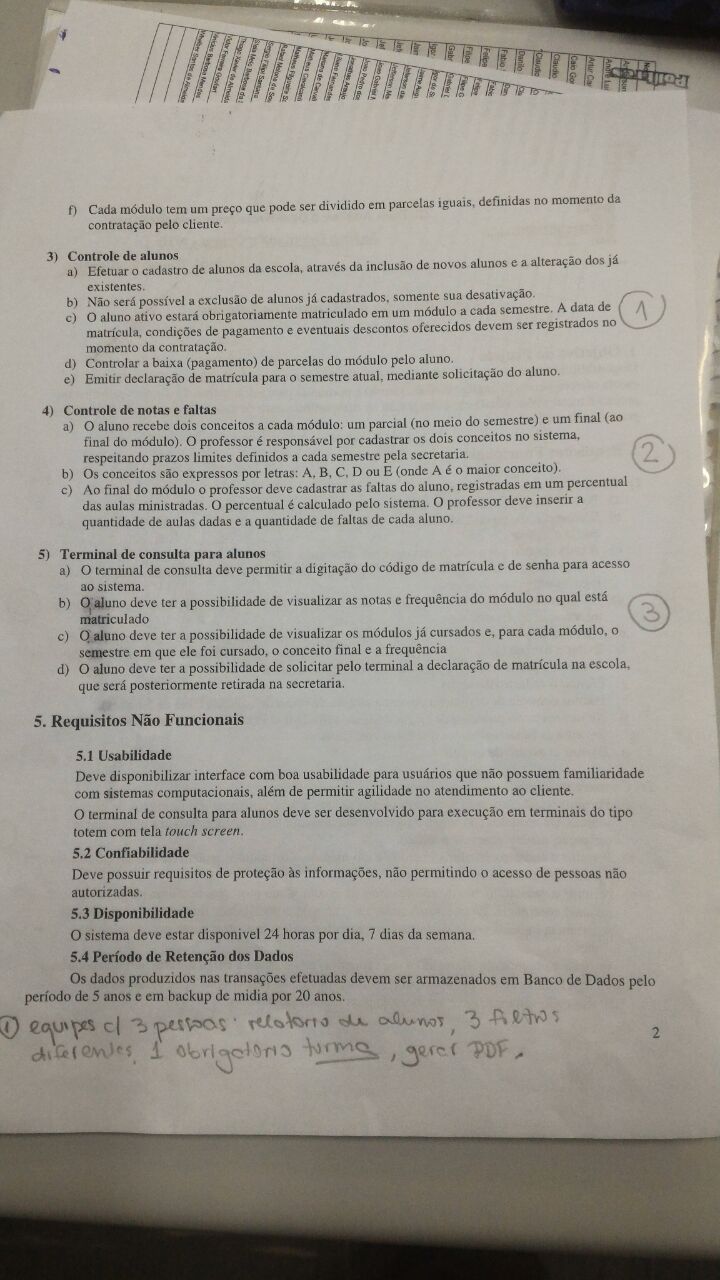 f) Cada módulo tem um preço que pode ser dividido em parcelas iguais, definidas no momento da
contratação pelo cliente.
3) Controle de alunos
a) Efetuar o cadastro de alunos da escola, através da inclusão de novos alunos e a alteração dos já
existentes.
b) Não será possível a exclusão de alunos já cadastrados, somente sua desativação.
c) O aluno ativo estará obrigatoriamente matriculado em um módulo a cada semestre. A data de
matrícula, condições de pagamento e eventuais descontos oferecidos devem ser registrados no
momento da contratação.
1
d) Controlar a baixa (pagamento) de parcelas do módulo pelo aluno.
e) Emitir declaração de matrícula para o semestre atual, mediante solicitação do aluno.
4) Controle de notas e faltas
a) O aluno recebe dois conceitos a cada módulo: um parcial (no meio do semestre) e um final (ao
final do módulo). O professor é responsável por cadastrar os dois conceitos no sistema,
respeitando prazos limites definidos a cada semestre pela secretaria.
2
b) Os conceitos são expressos por letras: A, B, C, D ou E (onde A é o maior conceito).
c) Ao final do módulo o professor deve cadastrar as faltas do aluno, registradas em um percentual
das aulas ministradas. O percentual é calculado pelo sistema. O professor deve inserir a
quantidade de aulas dadas e a quantidade de faltas de cada aluno.
5) Terminal de consulta para alunos
a) O terminal de consulta deve permitir a digitação do código de matrícula e de senha para acesso
ao sistema.
b) O aluno deve ter a possibilidade de visualizar as notas e frequência do módulo no qual está
matriculado
3
c) O aluno deve ter a possibilidade de visualizar os módulos já cursados e, para cada módulo, o
semestre em que ele foi cursado, o conceito final e a frequência
d) O aluno deve ter a possibilidade de solicitar pelo terminal a declaração de matrícula na escola,
que será posteriormente retirada na secretaria.
5. Requisitos Não Funcionais
5.1 Usabilidade
Deve disponibilizar interface com boa usabilidade para usuários que não possuem familiaridade
com sistemas computacionais, além de permitir agilidade no atendimento ao cliente.
O terminal de consulta para alunos deve ser desenvolvido para execução em terminais do tipo
totem com tela touch screen.
5.2 Confiabilidade
Deve possuir requisitos de proteção às informações, não permitindo o acesso de pessoas não
autorizadas.
5.3 Disponibilidade
O sistema deve estar disponivel 24 horas por dia, 7 dias da semana.
5.4 Período de Retenção dos Dados
Os dados produzidos nas transações efetuadas devem ser armazenados em Banco de Dados pelo
período de 5 anos e em backup de midia por 20 anos.
① equipes c/ 3 pessoas: relatorio de alunos, 3 filtros
diferentes, 1 obrigatorio turma, gerar PDF.
2